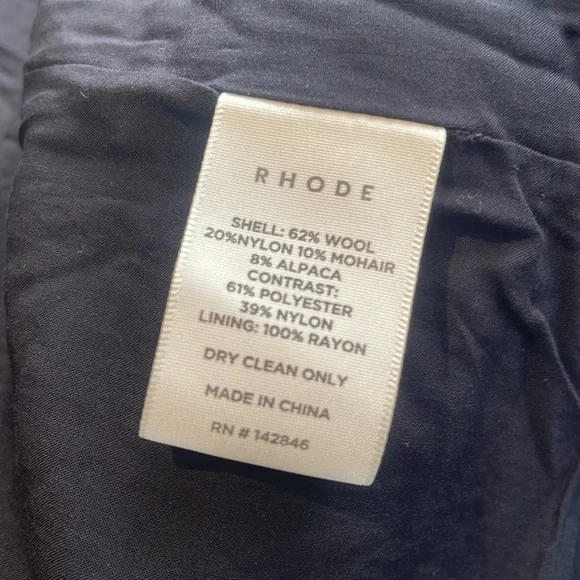 RHODE
SHELL: 62% WOOL
20%NYLON 10% MOHAIR
8% ALPACA
CONTRAST:
61% POLYESTER
39% NYLON
LINING: 100% RAYON
DRY CLEAN ONLY
MADE IN CHINA
RN # 142846